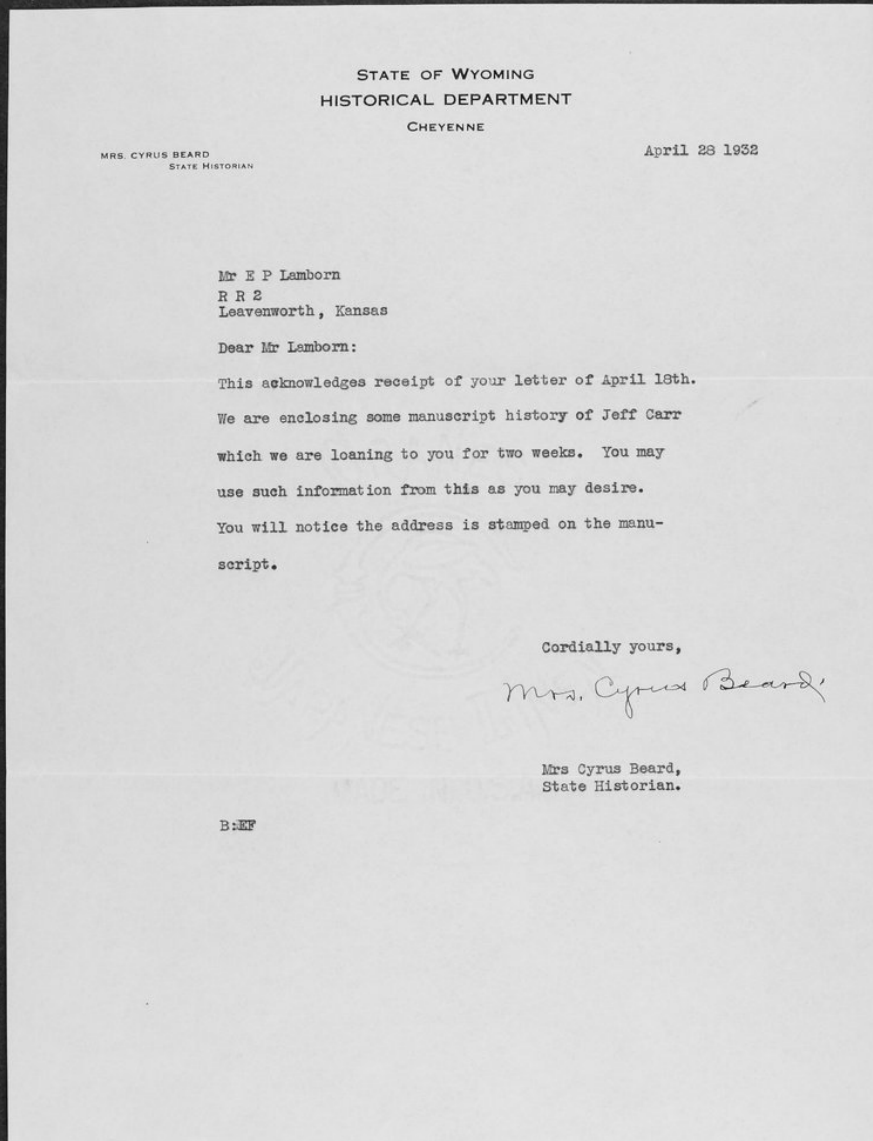 STATE OF WYOMING
HISTORICAL DEPARTMENT
CHEYENNE
MRS. CYRUS BEARD
STATE HISTORIAN
April 28 1932
Mr E P Lamborn
R R 2
Leavenworth, Kansas
Dear Mr Lamborn:
This acknowledges receipt of your letter of April 18th.
We are enclosing some manuscript history of Jeff Carr
which we are loaning to you for two weeks. You may
use such information from this as you may desire.
You will notice the address is stamped on the manu-
script.
Cordially yours,
Mrs. Cyrus Beard
Mrs Cyrus Beard,
State Historian.
B:EF